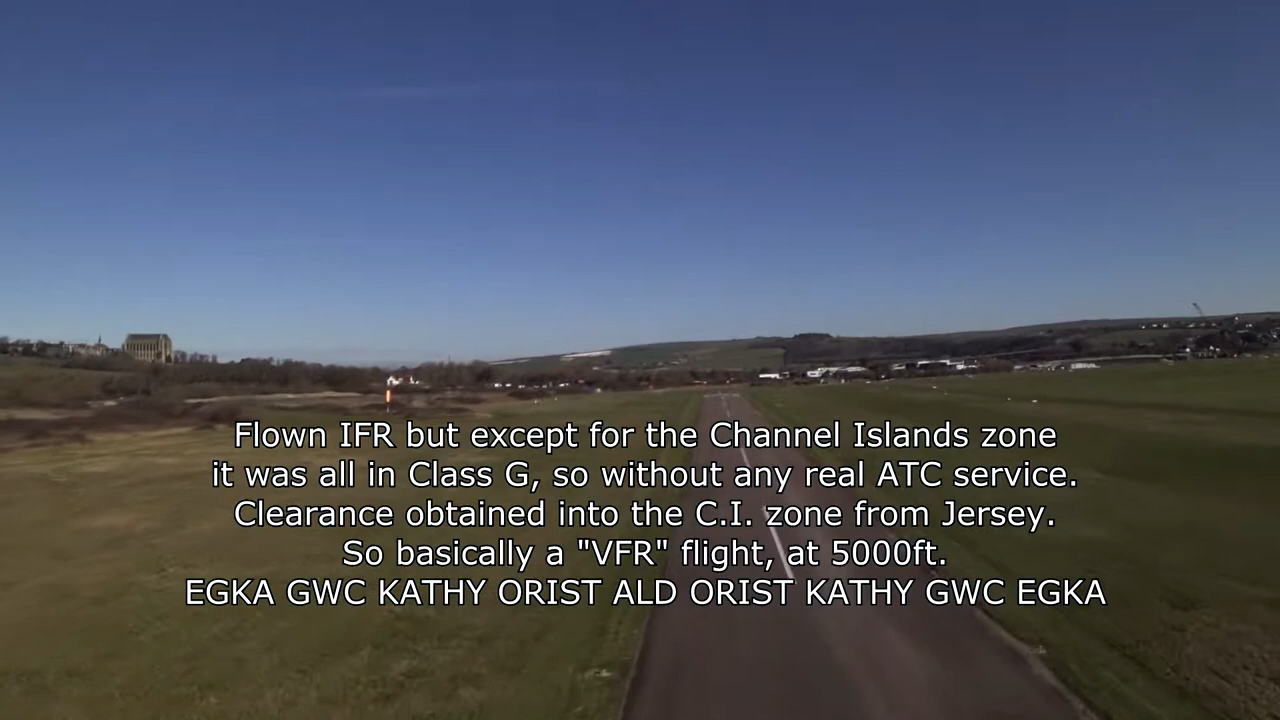 Flown IFR but except for the Channel Islands zone
it was all in Class G, so without any real ATC service.
Clearance obtained into the C.I. zone from Jersey.
So basically a "VFR" flight, at 5000ft.
EGKA GWC KATHY ORIST ALD ORIST KATHY GWC EGKA